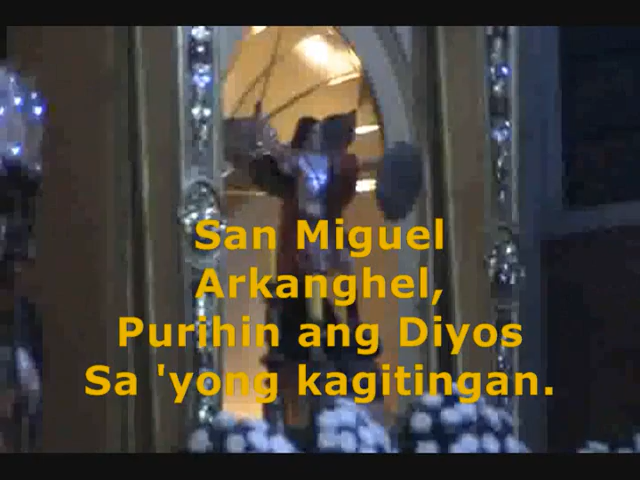 San Miguel
Arkanghel,
Purihin ang Diyos
Sa 'yong kagitingan.